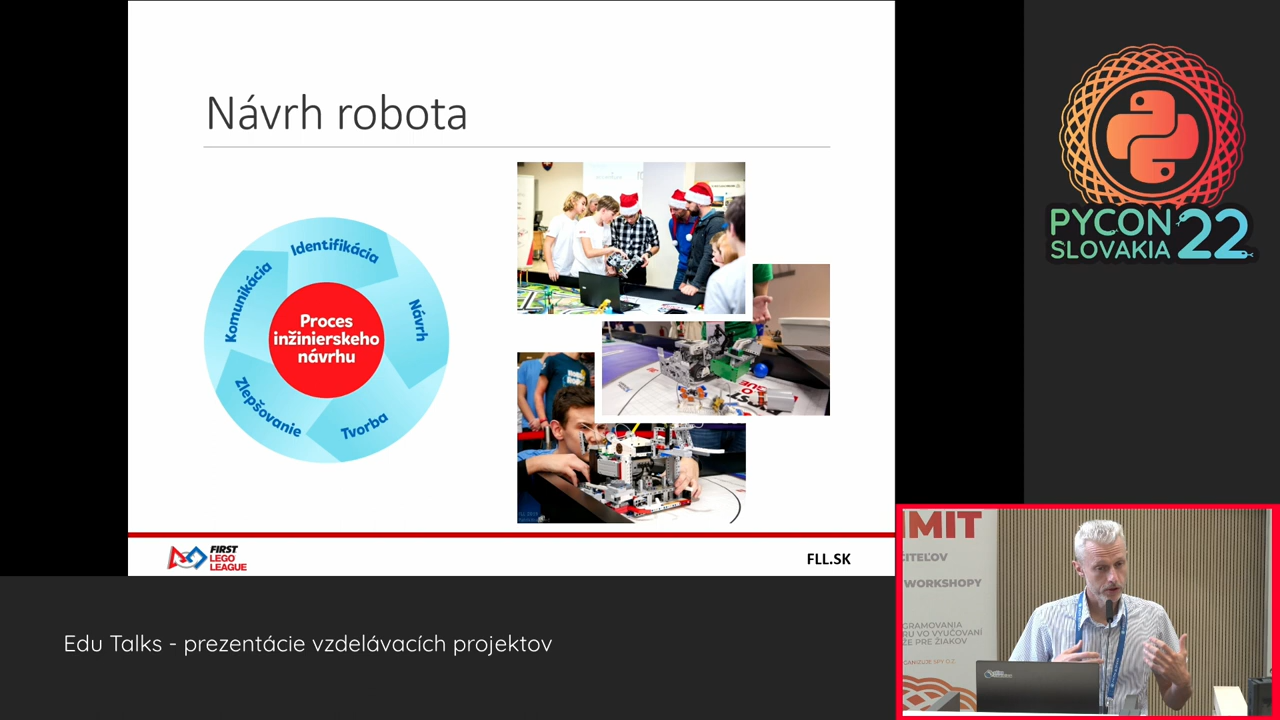 Návrh robota
Identifikácia
Návrh
Tvorba
Zlepšovanie
Komunikácia
Proces
inžinierskeho
návrhu
FIRST
LEGO
LEAGUE
FLL.SK
PYCON
SLOVAKIA
22
MIT
WORKSHOPY
Edu Talks - prezentácie vzdelávacích projektov